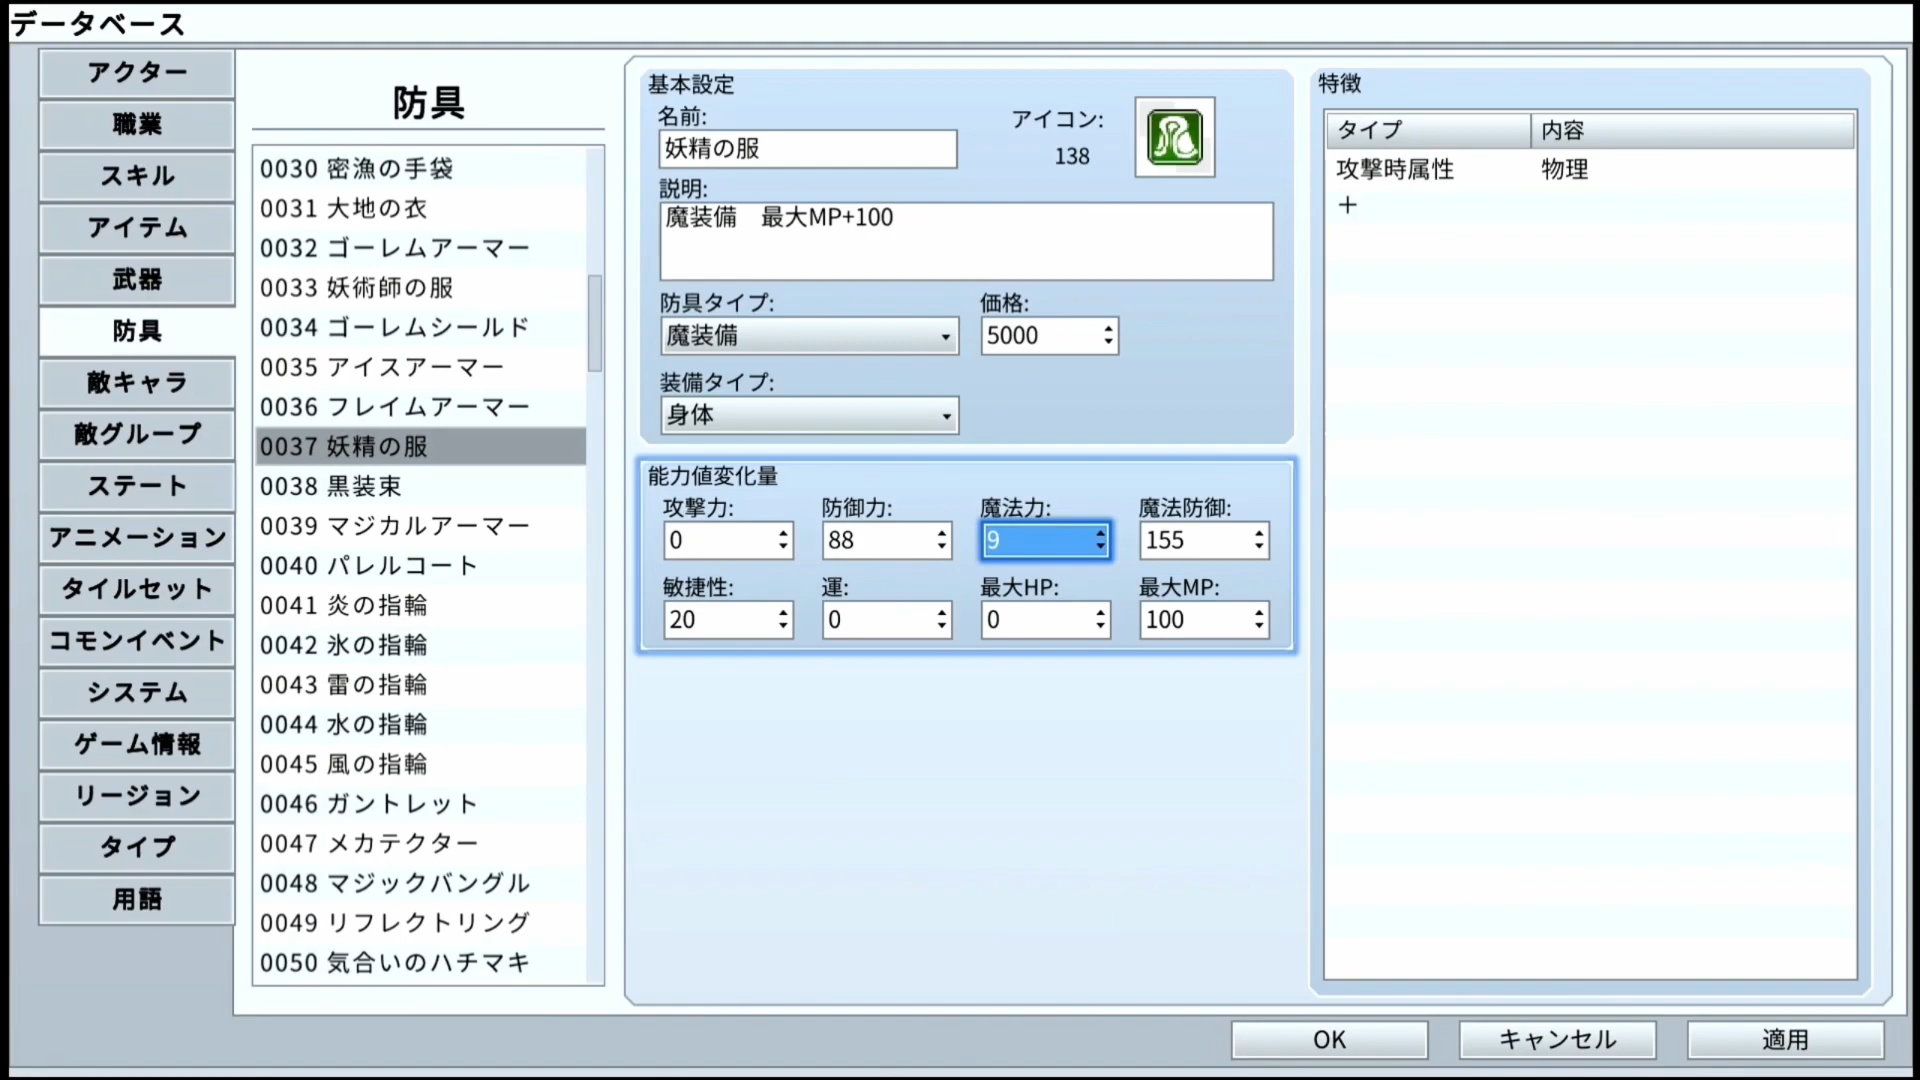 データベース
アクター
職業
スキル
アイテム
武器
防具
敵キャラ
敵グループ
ステート
アニメーション
タイルセット
コモンイベント
システム
ゲーム情報
リージョン
タイプ
用語
防具
0030 密漁の手袋
0031 大地の衣
0032 ゴーレムアーマー
0033 妖術師の服
0034 ゴーレムシールド
0035 アイスアーマー
0036 フレイムアーマー
0037 妖精の服
0038 黒装束
0039 マジカルアーマー
0040 パレルコート
0041 炎の指輪
0042 氷の指輪
0043 雷の指輪
0044 水の指輪
0045 風の指輪
0046 ガントレット
0047 メカテクター
0048 マジックバングル
0049 リフレクトリング
0050 気合いのハチマキ
基本設定
名前:
妖精の服
アイコン:
138
説明:
魔装備　最大MP+100
防具タイプ: 価格:
魔装備 5000
装備タイプ:
身体
能力値変化量
攻撃力: 防御力: 魔法力: 魔法防御:
0 88 9 155
敏捷性: 運: 最大HP: 最大MP:
20 0 0 100
特徴
タイプ 内容
攻撃時属性 物理
＋
OK キャンセル 適用